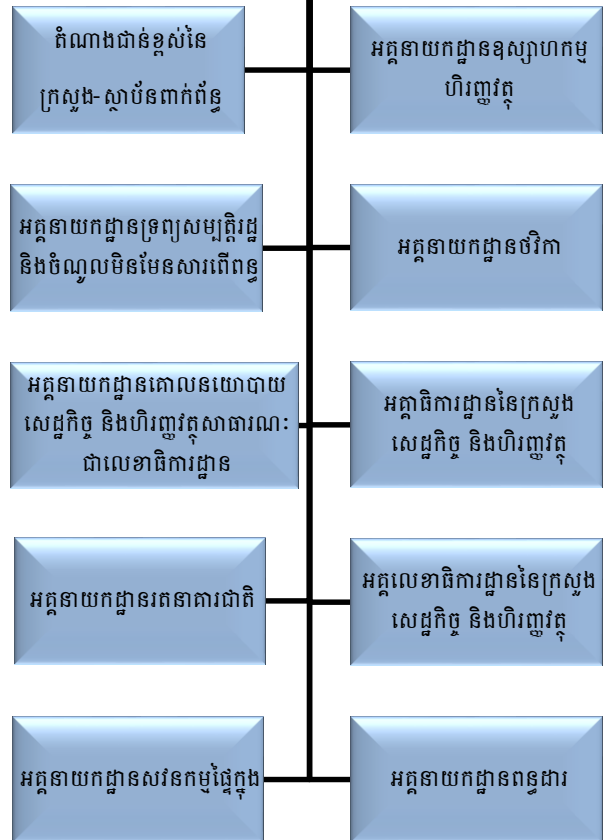 តំណាងជាន់ខ្ពស់នៃ
ក្រសួង-ស្ថាប័នពាក់ព័ន្ធ
អគ្គនាយកដ្ឋានឧស្សាហកម្ម
ហិរញ្ញវត្ថុ
អគ្គនាយកដ្ឋានទ្រព្យសម្បត្តិរដ្ឋ
និងចំណូលមិនមែនសារពើពន្ធ
អគ្គនាយកដ្ឋានថវិកា
អគ្គនាយកដ្ឋានគោលនយោបាយ
សេដ្ឋកិច្ច និងហិរញ្ញវត្ថុសាធារណៈ
ជាលេខាធិការដ្ឋាន
អគ្គាធិការដ្ឋាននៃក្រសួង
សេដ្ឋកិច្ច និងហិរញ្ញវត្ថុ
អគ្គនាយកដ្ឋានរតនាគារជាតិ
អគ្គលេខាធិការដ្ឋាននៃក្រសួង
សេដ្ឋកិច្ច និងហិរញ្ញវត្ថុ
អគ្គនាយកដ្ឋានសវនកម្មផ្ទៃក្នុង
អគ្គនាយកដ្ឋានពន្ធដារ